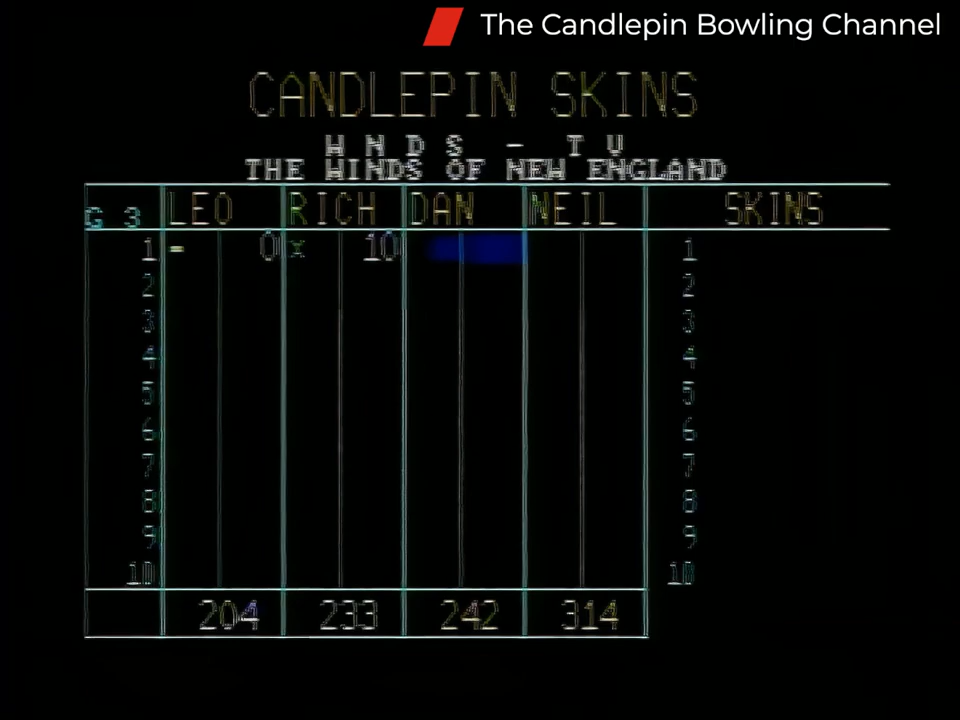 The Candlepin Bowling Channel
CANDLEPIN SKINS
W N D S - T V
THE WINDS OF NEW ENGLAND
G 3 LEO RICH DAN NEIL SKINS
1 - 0 x 10 1
2 2
3 3
4 4
5 5
6 6
7 7
8 8
9 9
10 10
204 233 242 314